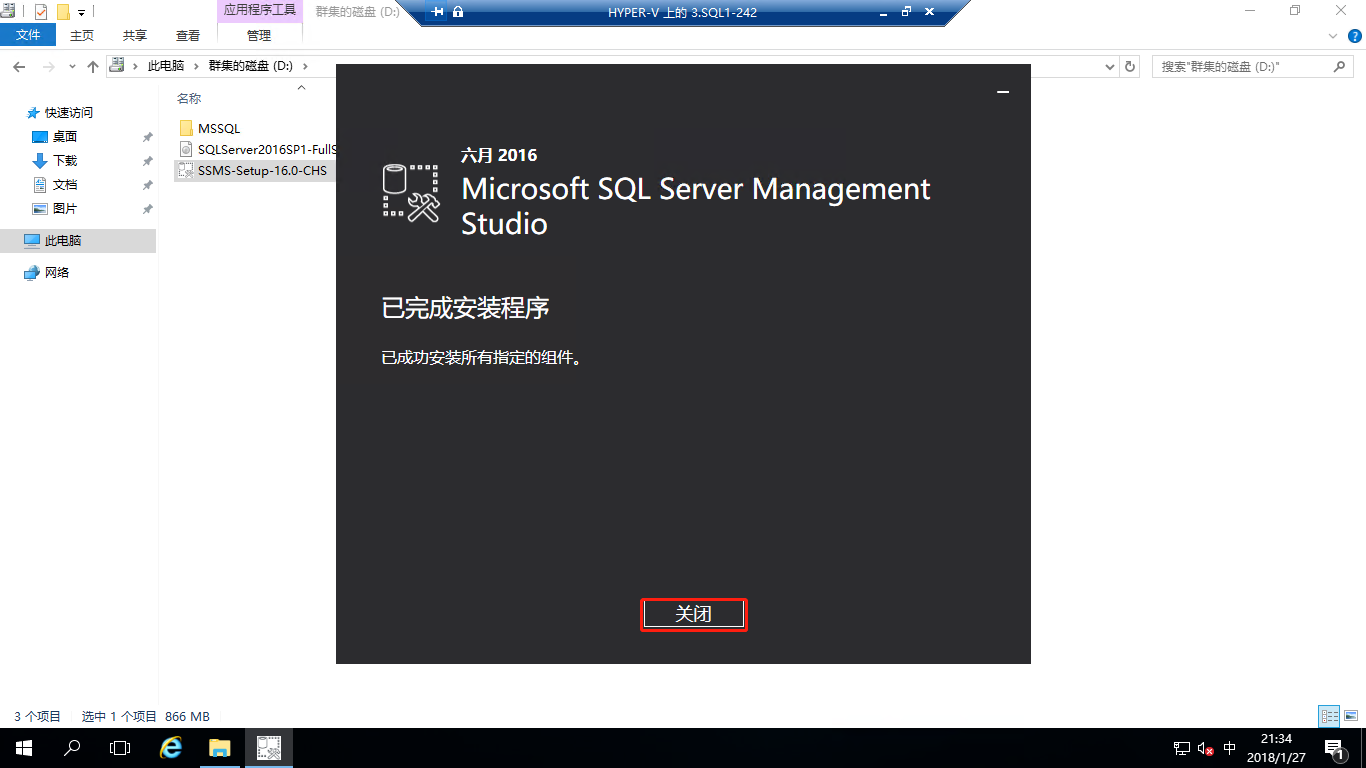 应用程序工具
群集的磁盘 (D:)
HYPER-V 上的 3.SQL1-242
文件
主页
共享
查看
管理
此电脑
群集的磁盘 (D:)
搜索"群集的磁盘 (D:)"
快速访问
桌面
下载
文档
图片
此电脑
网络
名称
MSSQL
SQLServer2016SP1-FullS
SSMS-Setup-16.0-CHS
六月 2016
Microsoft SQL Server Management
Studio
已完成安装程序
已成功安装所有指定的组件。
关闭
3 个项目
选中 1 个项目 866 MB
中
21:34
2018/1/27
1